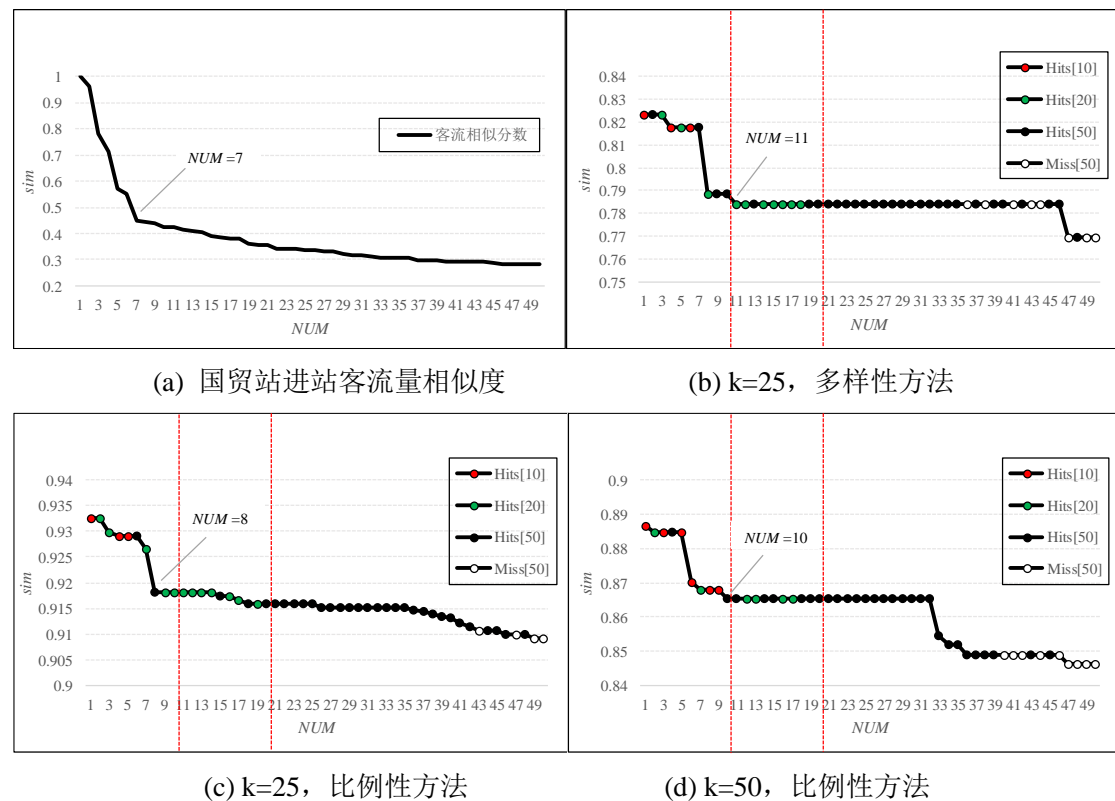 1
0.9
0.8
0.7
0.6
0.5
0.4
0.3
0.2
sim
NUM =7
客流相似分数
1 3 5 7 9 11 13 15 17 19 21 23 25 27 29 31 33 35 37 39 41 43 45 47 49
NUM
0.84
0.83
0.82
0.81
0.8
0.79
0.78
0.77
0.76
0.75
sim
NUM =11
Hits[10]
Hits[20]
Hits[50]
Miss[50]
1 3 5 7 9 11 13 15 17 19 21 23 25 27 29 31 33 35 37 39 41 43 45 47 49
NUM
(a) 国贸站进站客流量相似度
(b) k=25，多样性方法
0.94
0.935
0.93
0.925
0.92
0.915
0.91
0.905
0.9
sim
NUM =8
Hits[10]
Hits[20]
Hits[50]
Miss[50]
1 3 5 7 9 11 13 15 17 19 21 23 25 27 29 31 33 35 37 39 41 43 45 47 49
NUM
0.9
0.89
0.88
0.87
0.86
0.85
0.84
sim
NUM =10
Hits[10]
Hits[20]
Hits[50]
Miss[50]
1 3 5 7 9 11 13 15 17 19 21 23 25 27 29 31 33 35 37 39 41 43 45 47 49
NUM
(c) k=25，比例性方法
(d) k=50，比例性方法